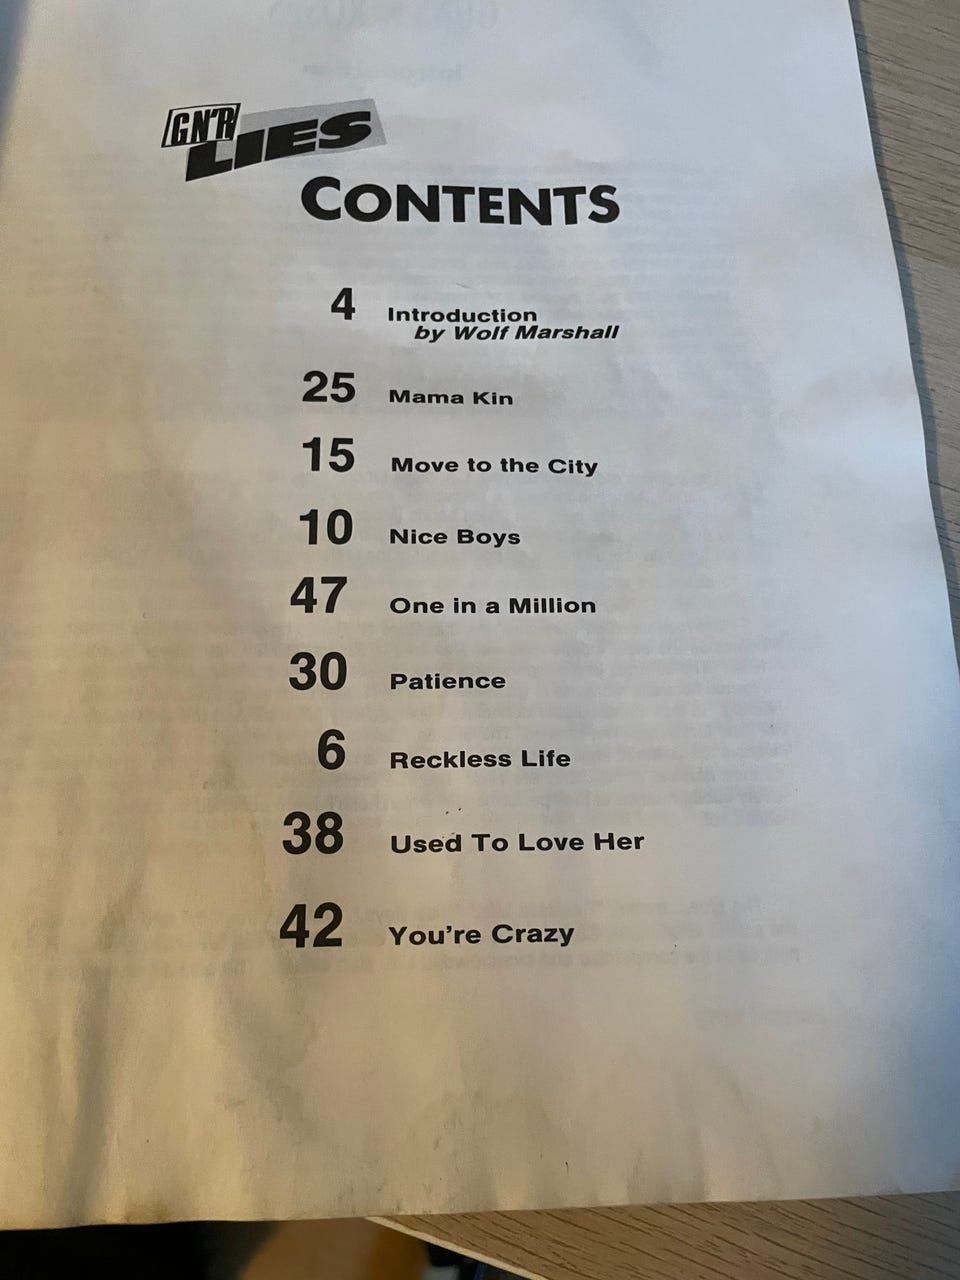 GN'R
LIES
CONTENTS
4 Introduction
by Wolf Marshall
25 Mama Kin
15 Move to the City
10 Nice Boys
47 One in a Million
30 Patience
6 Reckless Life
38 Used To Love Her
42 You're Crazy